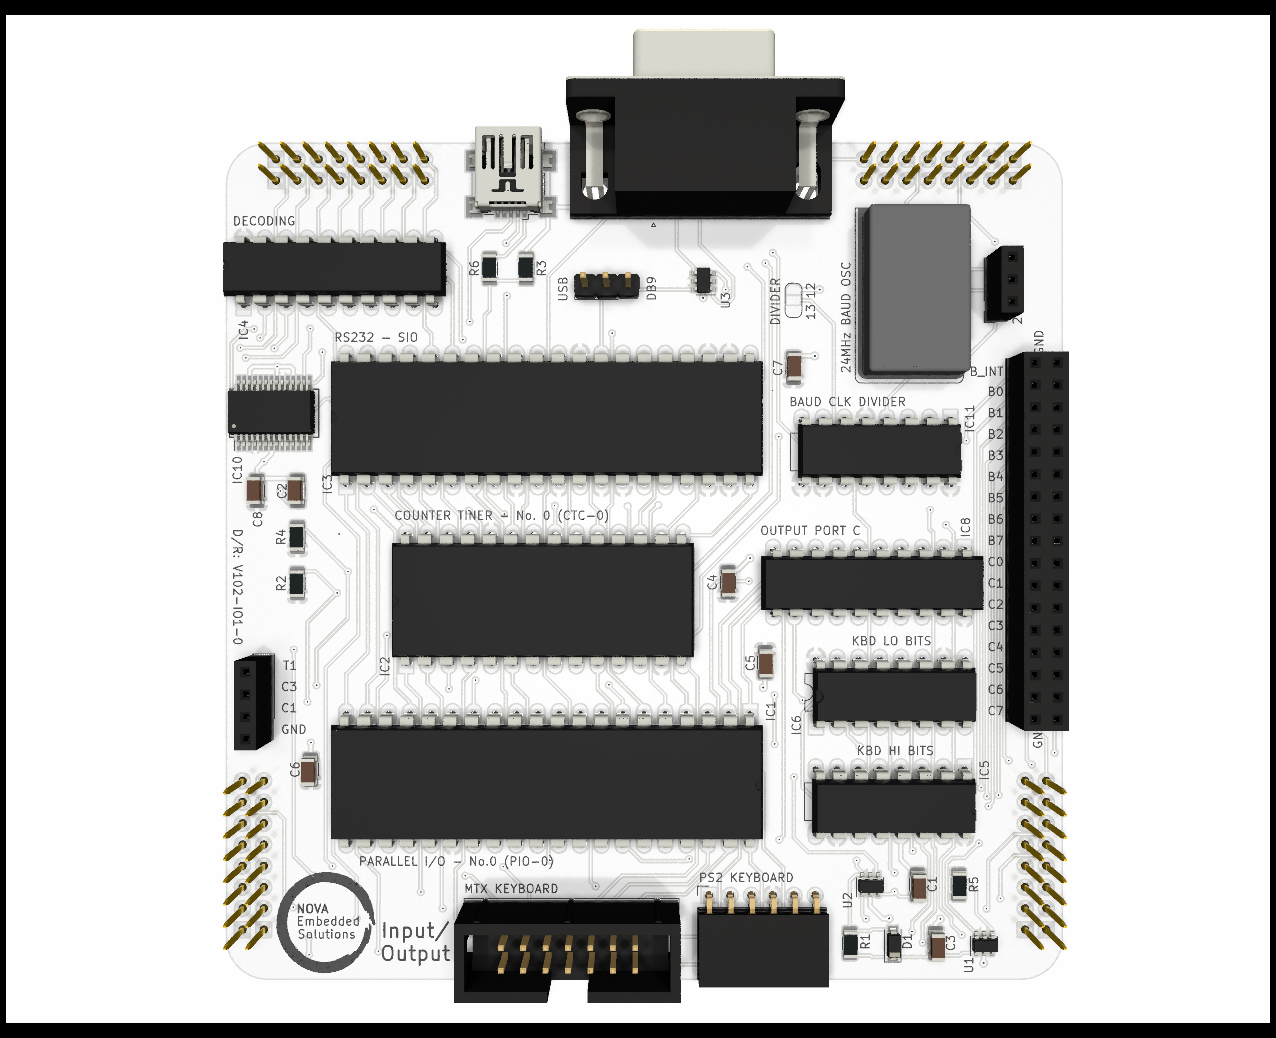 DECODING
R6
R3
USB
DB9
U3
DIVIDER
13 12
24MHz BAUD OSC
2
IC4
RS232 - SIO
GND
B_INT
B0
B1
B2
B3
B4
B5
B6
B7
C0
C1
C2
C3
C4
C5
C6
C7
GN
C7
BAUD CLK DIVIDER
IC11
IC10
C8
C2
IC3
COUNTER TINER - No. 0 (CTC-0)
R4
R2
D/R: V102-IO1-0
OUTPUT PORT C
IC8
C4
IC2
KBD LO BITS
C5
IC1
IC6
T1
C3
C1
GND
KBD HI BITS
IC5
C6
PARALLEL I/O - No.0 (PIO-0)
MTX KEYBOARD
PS2 KEYBOARD
U2
C1
R5
NOVA
Embedded
Solutions
Input/
Output
R1
D1
C3
U1